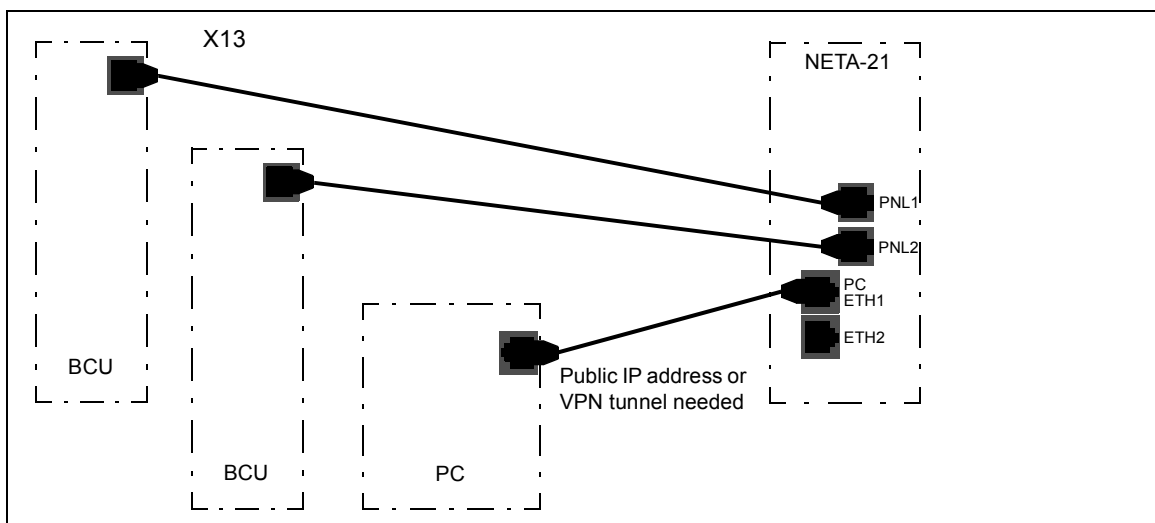 X13
NETA-21
PNL1
PNL2
PC
ETH1
ETH2
BCU
Public IP address or
VPN tunnel needed
BCU
PC